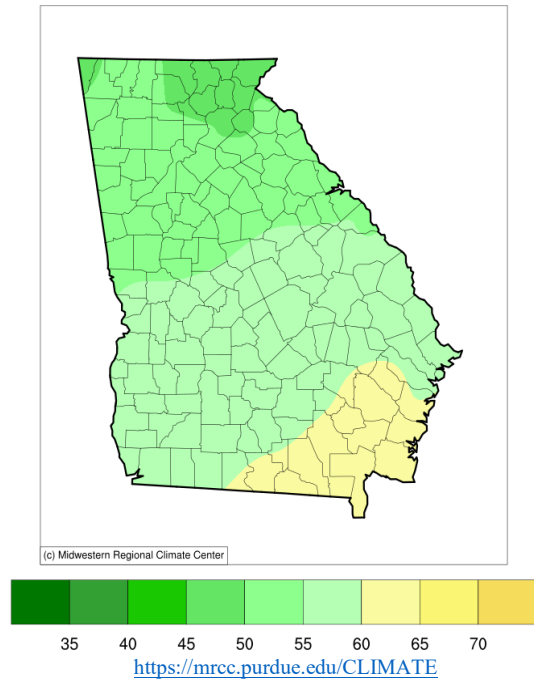 (c) Midwestern Regional Climate Center
35 40 45 50 55 60 65 70
https://mrcc.purdue.edu/CLIMATE